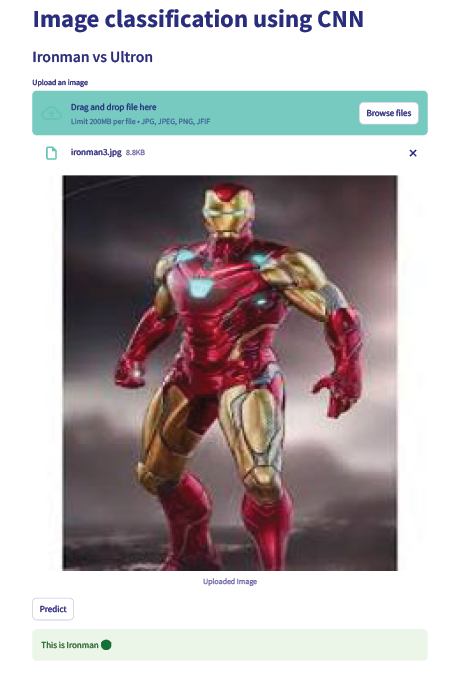 Image classification using CNN
Ironman vs Ultron
Upload an image
Drag and drop file here
Limit 200MB per file • JPG, JPEG, PNG, JFIF
Browse files
ironman3.jpg 8.8KB
Uploaded Image
Predict
This is Ironman